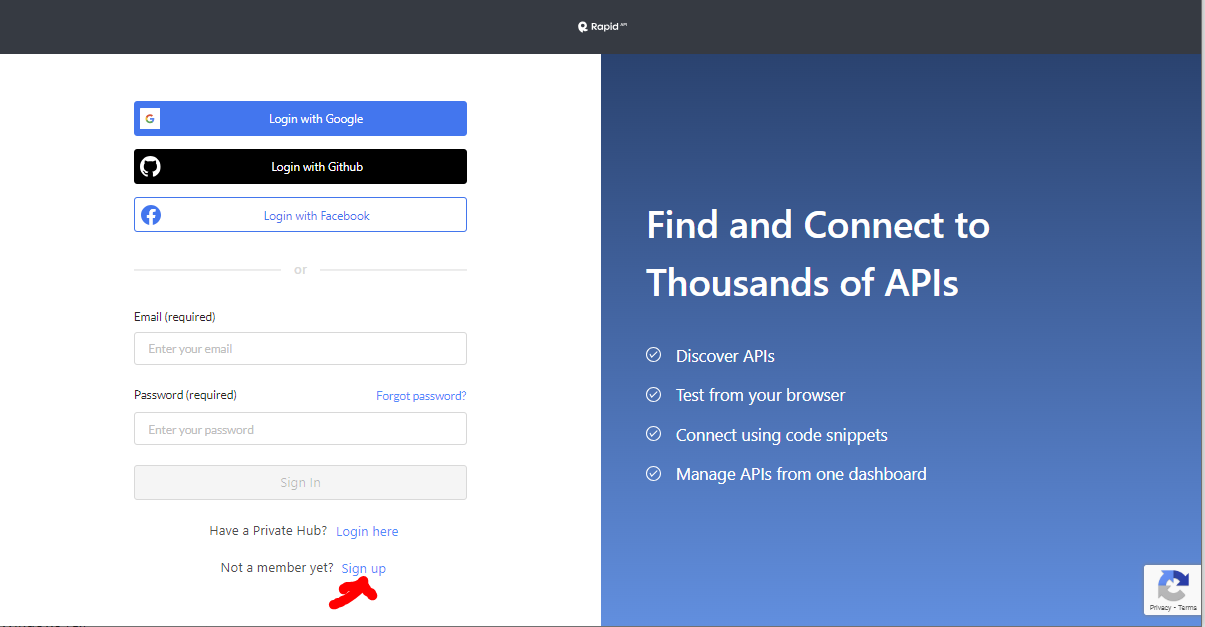 Rapid API
Login with Google
Login with Github
Login with Facebook
or
Email (required)
Enter your email
Password (required) Forgot password?
Enter your password
Sign In
Have a Private Hub? Login here
Not a member yet? Sign up
Find and Connect to
Thousands of APIs
Discover APIs
Test from your browser
Connect using code snippets
Manage APIs from one dashboard
Privacy - Terms